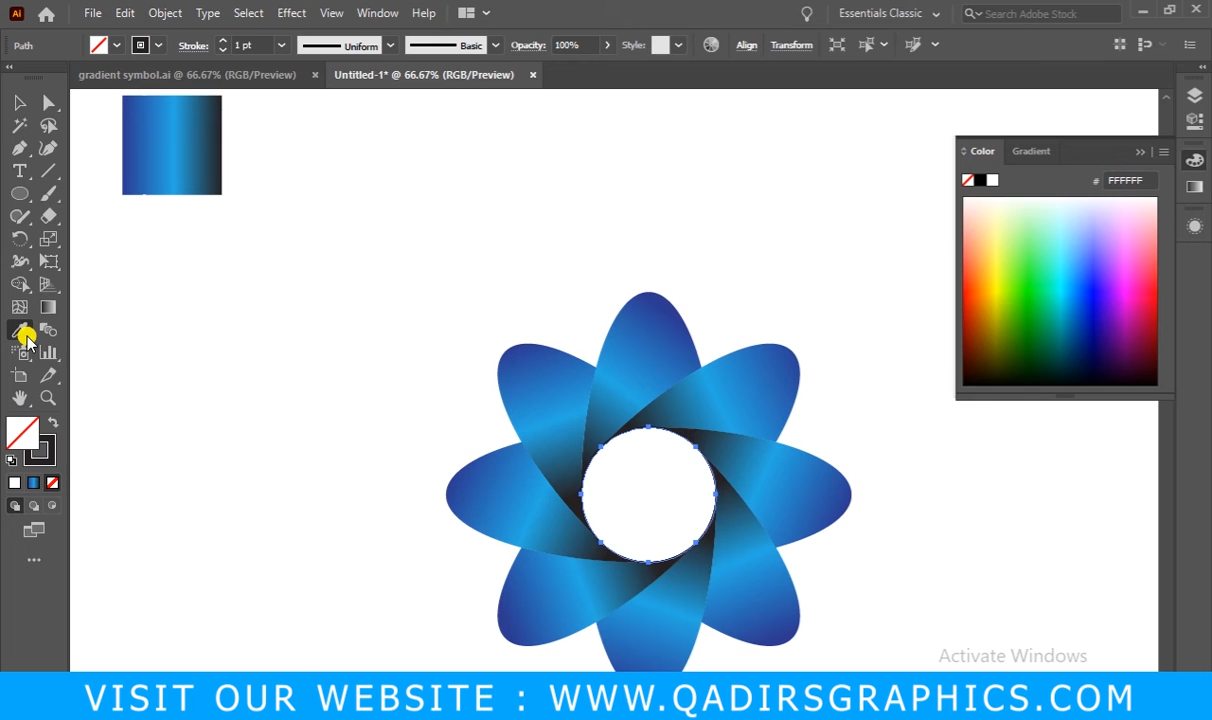 Ai File Edit Object Type Select Effect View Window Help Essentials Classic Search Adobe Stock
Path Stroke: 1 pt Uniform Basic Opacity: 100% Style: Align Transform
gradient symbol.ai @ 66.67% (RGB/Preview) × Untitled-1* @ 66.67% (RGB/Preview) ×
Color Gradient
# FFFFFF
Activate Windows
VISIT OUR WEBSITE : WWW.QADIRSGRAPHICS.COM